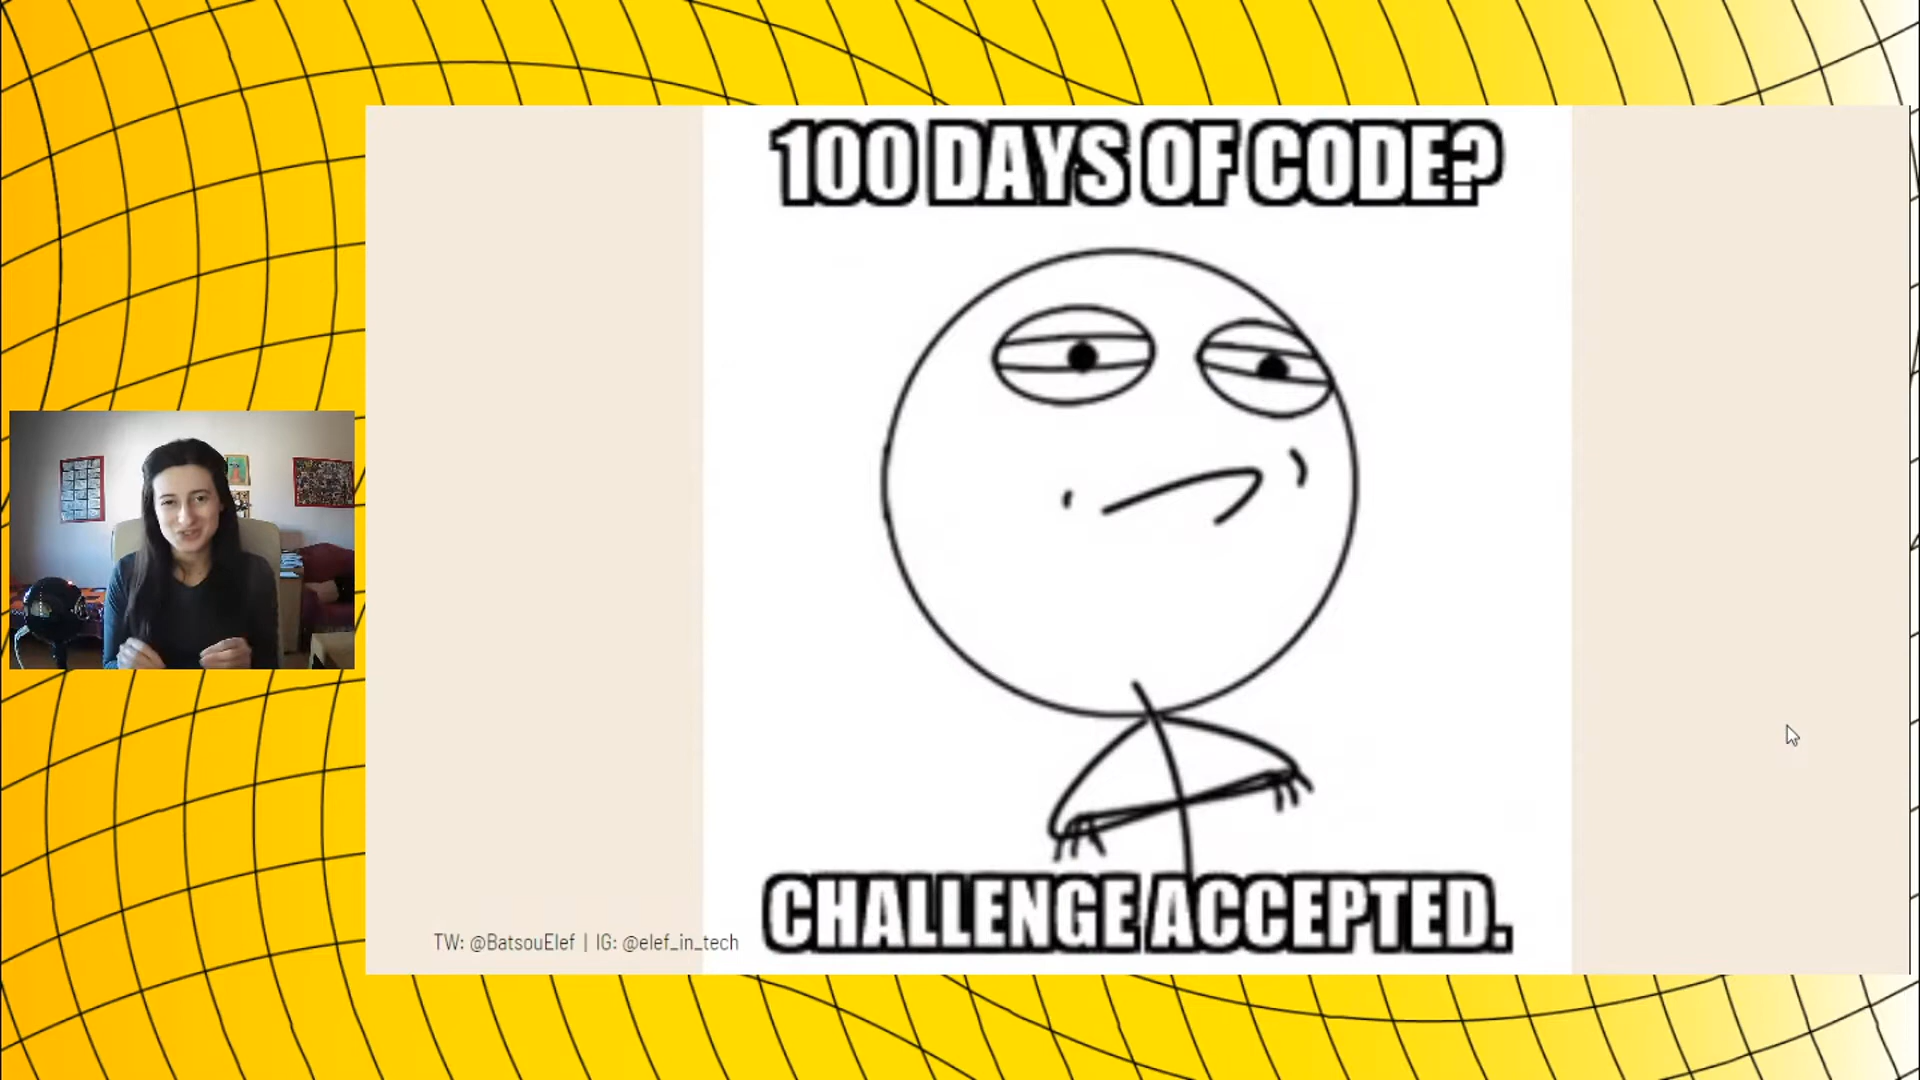 100 DAYS OF CODE?
CHALLENGE ACCEPTED.
TW: @BatsouElef | IG: @elef_in_tech